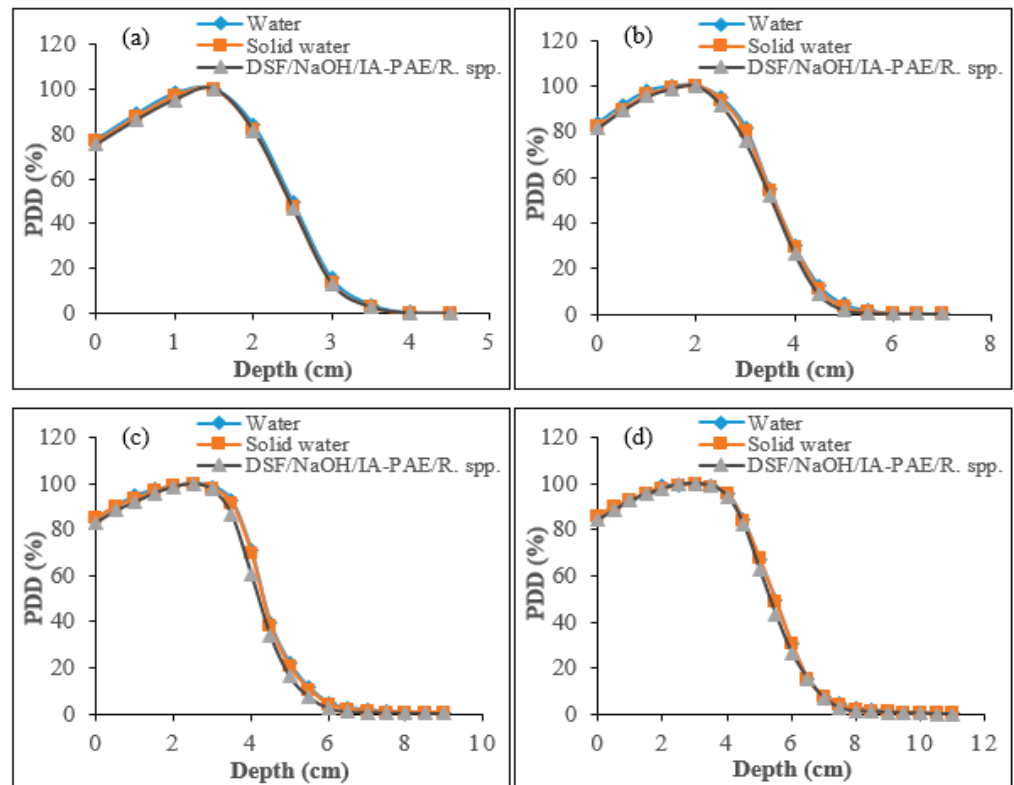 (a)
Water
Solid water
DSF/NaOH/IA-PAE/R. spp.
120
100
80
60
40
20
0
PDD (%)
0 1 2 3 4 5
Depth (cm)
(b)
Water
Solid water
DSF/NaOH/IA-PAE/R. spp.
120
100
80
60
40
20
0
PDD (%)
0 2 4 6 8
Depth (cm)
(c)
Water
Solid water
DSF/NaOH/IA-PAE/R. spp.
120
100
80
60
40
20
0
PDD (%)
0 2 4 6 8 10
Depth (cm)
(d)
Water
Solid water
DSF/NaOH/IA-PAE/R. spp.
120
100
80
60
40
20
0
PDD (%)
0 2 4 6 8 10 12
Depth (cm)